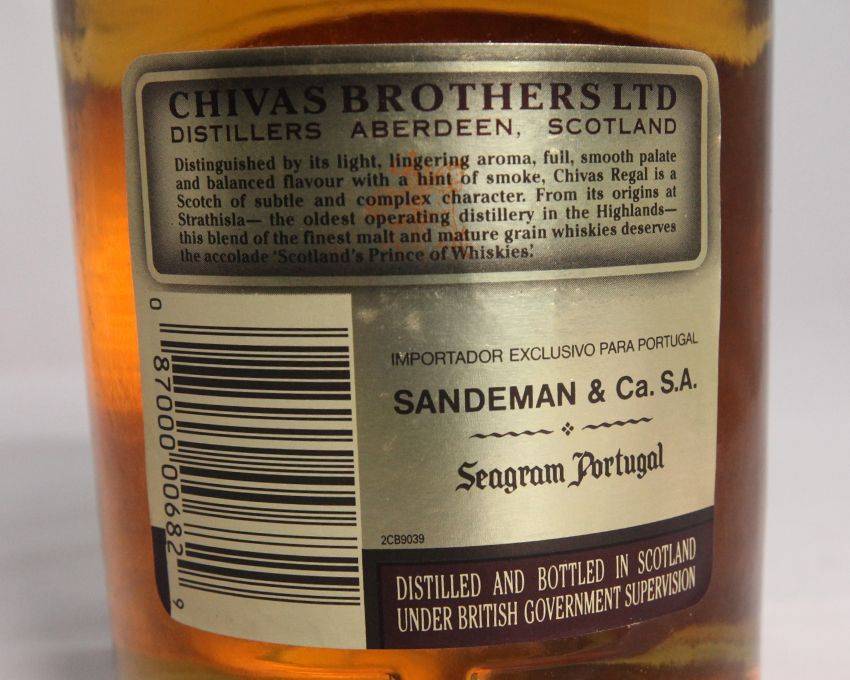 CHIVAS BROTHERS LTD
DISTILLERS ABERDEEN, SCOTLAND
Distinguished by its light, lingering aroma, full, smooth palate
and balanced flavour with a hint of smoke, Chivas Regal is a
Scotch of subtle and complex character. From its origins at
Strathisla— the oldest operating distillery in the Highlands—
this blend of the finest malt and mature grain whiskies deserves
the accolade 'Scotland's Prince of Whiskies'.
0 87000 00682 9
IMPORTADOR EXCLUSIVO PARA PORTUGAL
SANDEMAN & Ca. S.A.
Seagram Portugal
2CB9039
DISTILLED AND BOTTLED IN SCOTLAND
UNDER BRITISH GOVERNMENT SUPERVISION